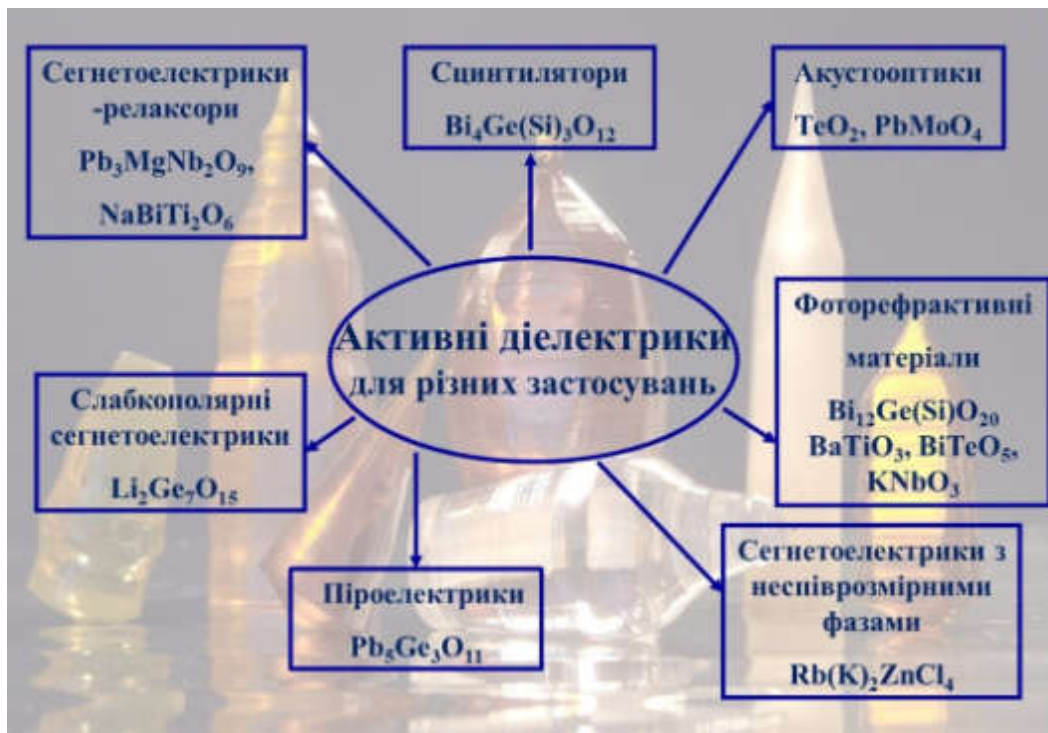 Сегнетоелектрики
-релаксори
Pb₃MgNb₂O₉,
NaBiTi₂O₆
Сцинтилятори
Bi₄Ge(Si)₃O₁₂
Акустооптики
TeO₂, PbMoO₄
Активні діелектрики
для різних застосувань
Фоторефрактивні
матеріали
Bi₁₂Ge(Si)O₂₀
BaTiO₃, BiTeO₅,
KNbO₃
Слабкополярні
сегнетоелектрики
Li₂Ge₇O₁₅
Піроелектрики
Pb₅Ge₃O₁₁
Сегнетоелектрики з
неспіврозмірними
фазами
Rb(K)₂ZnCl₄